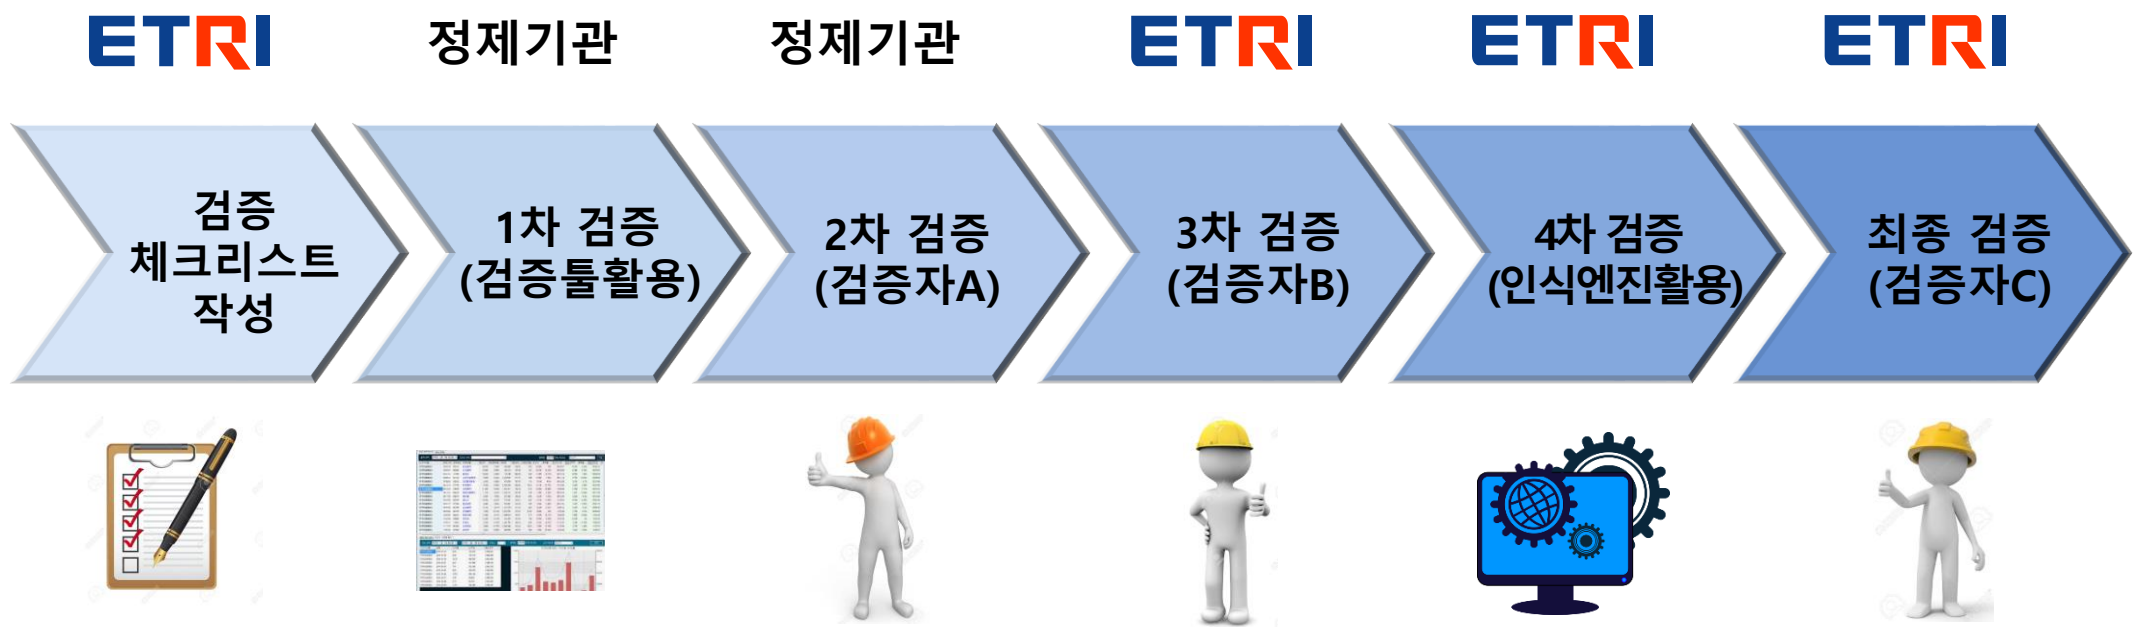 ETRI
정제기관
정제기관
ETRI
ETRI
ETRI
검증
체크리스트
작성
1차 검증
(검증툴활용)
2차 검증
(검증자A)
3차 검증
(검증자B)
4차 검증
(인식엔진활용)
최종 검증
(검증자C)